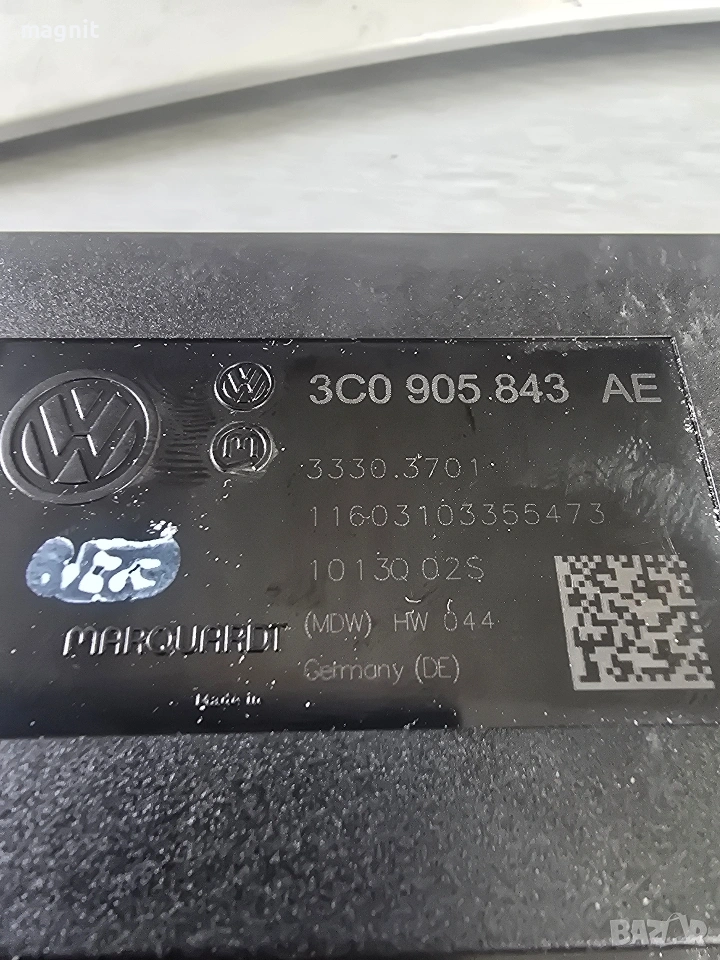 magnit
3C0 905 843 AE
3330.3701
11603103355473
1013Q 02S
(MDW) HW 044
MARQUARDT
Germany (DE)
Made in
BAZAR